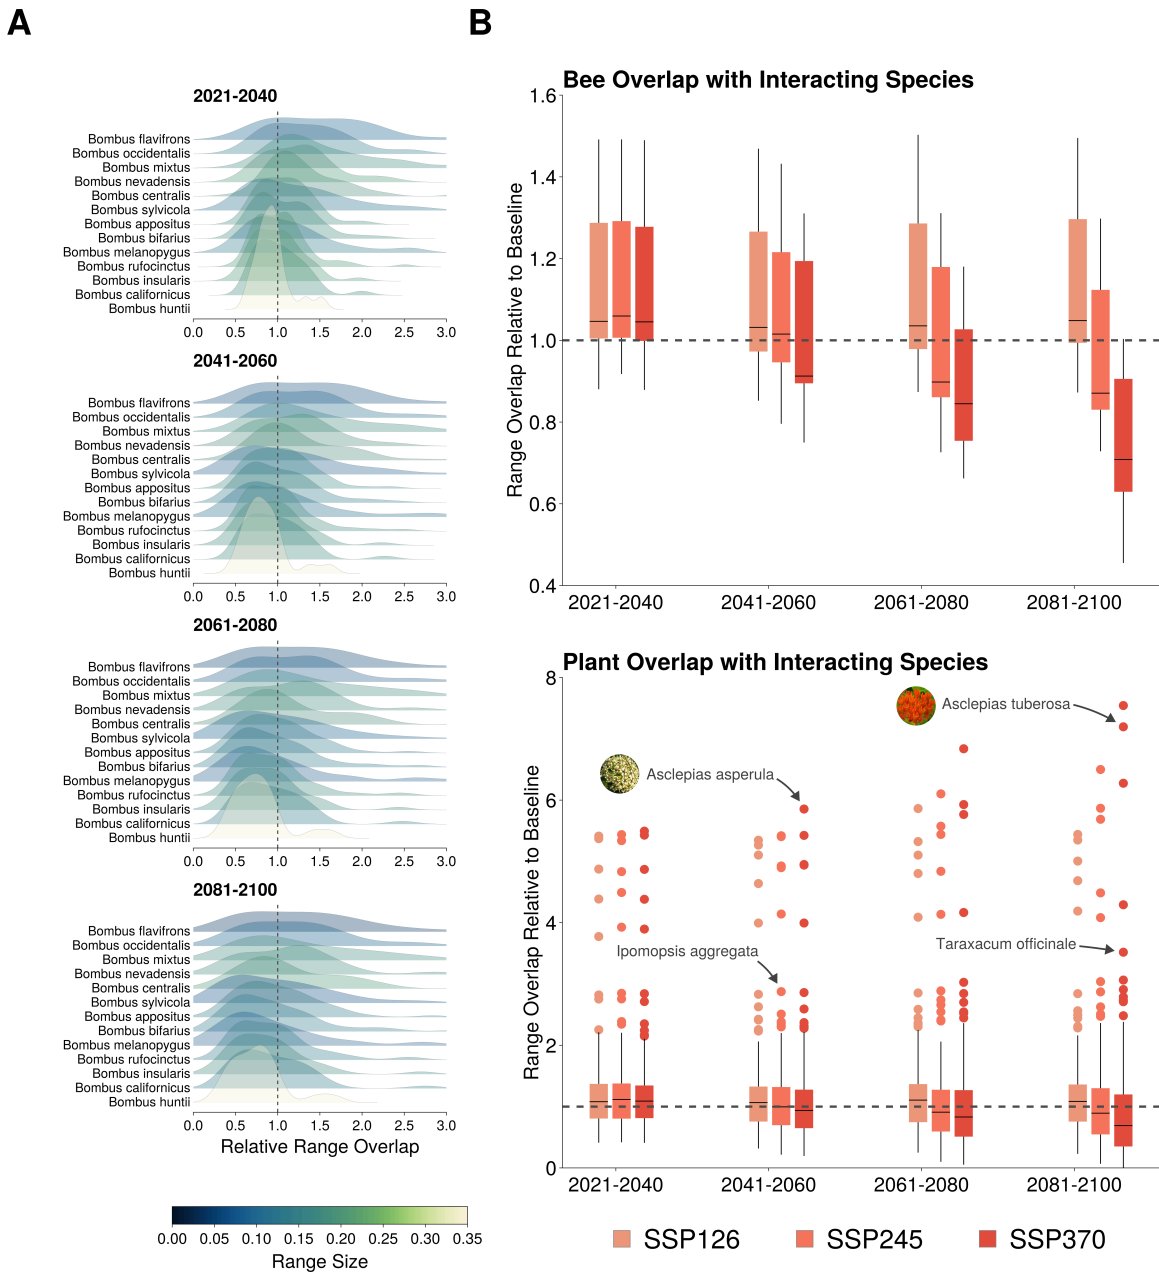 A
2021-2040
Bombus flavifrons
Bombus occidentalis
Bombus mixtus
Bombus nevadensis
Bombus centralis
Bombus sylvicola
Bombus appositus
Bombus bifarius
Bombus melanopygus
Bombus rufocinctus
Bombus insularis
Bombus californicus
Bombus huntii
0.0 0.5 1.0 1.5 2.0 2.5 3.0
2041-2060
Bombus flavifrons
Bombus occidentalis
Bombus mixtus
Bombus nevadensis
Bombus centralis
Bombus sylvicola
Bombus appositus
Bombus bifarius
Bombus melanopygus
Bombus rufocinctus
Bombus insularis
Bombus californicus
Bombus huntii
0.0 0.5 1.0 1.5 2.0 2.5 3.0
2061-2080
Bombus flavifrons
Bombus occidentalis
Bombus mixtus
Bombus nevadensis
Bombus centralis
Bombus sylvicola
Bombus appositus
Bombus bifarius
Bombus melanopygus
Bombus rufocinctus
Bombus insularis
Bombus californicus
Bombus huntii
0.0 0.5 1.0 1.5 2.0 2.5 3.0
2081-2100
Bombus flavifrons
Bombus occidentalis
Bombus mixtus
Bombus nevadensis
Bombus centralis
Bombus sylvicola
Bombus appositus
Bombus bifarius
Bombus melanopygus
Bombus rufocinctus
Bombus insularis
Bombus californicus
Bombus huntii
0.0 0.5 1.0 1.5 2.0 2.5 3.0
Relative Range Overlap
0.00 0.05 0.10 0.15 0.20 0.25 0.30 0.35
Range Size
B
Bee Overlap with Interacting Species
Range Overlap Relative to Baseline
1.6
1.4
1.2
1.0
0.8
0.6
0.4
2021-2040 2041-2060 2061-2080 2081-2100
Plant Overlap with Interacting Species
Range Overlap Relative to Baseline
8
6
4
2
0
Asclepias tuberosa
Asclepias asperula
Taraxacum officinale
Ipomopsis aggregata
2021-2040 2041-2060 2061-2080 2081-2100
SSP126 SSP245 SSP370